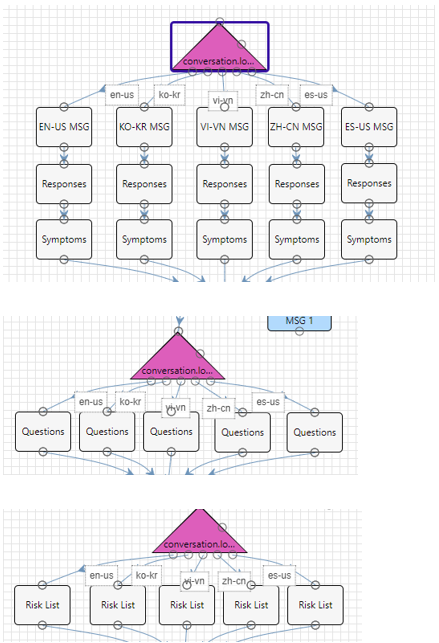 conversation.lo...
en-us ko-kr vi-vn zh-cn es-us
EN-US MSG KO-KR MSG VI-VN MSG ZH-CN MSG ES-US MSG
Responses Responses Responses Responses Responses
Symptoms Symptoms Symptoms Symptoms Symptoms
MSG 1
conversation.lo...
en-us ko-kr vi-vn zh-cn es-us
Questions Questions Questions Questions Questions
conversation.lo...
en-us ko-kr vi-vn zh-cn es-us
Risk List Risk List Risk List Risk List Risk List